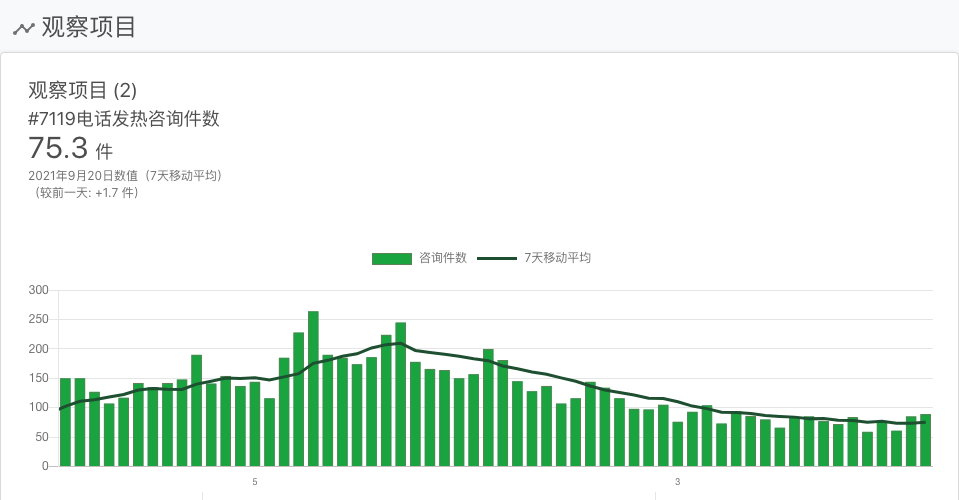 观察项目
观察项目 (2)
#7119电话发热咨询件数
75.3 件
2021年9月20日数值（7天移动平均）
（较前一天: +1.7 件）
咨询件数 7天移动平均
300
250
200
150
100
50
0
5 3